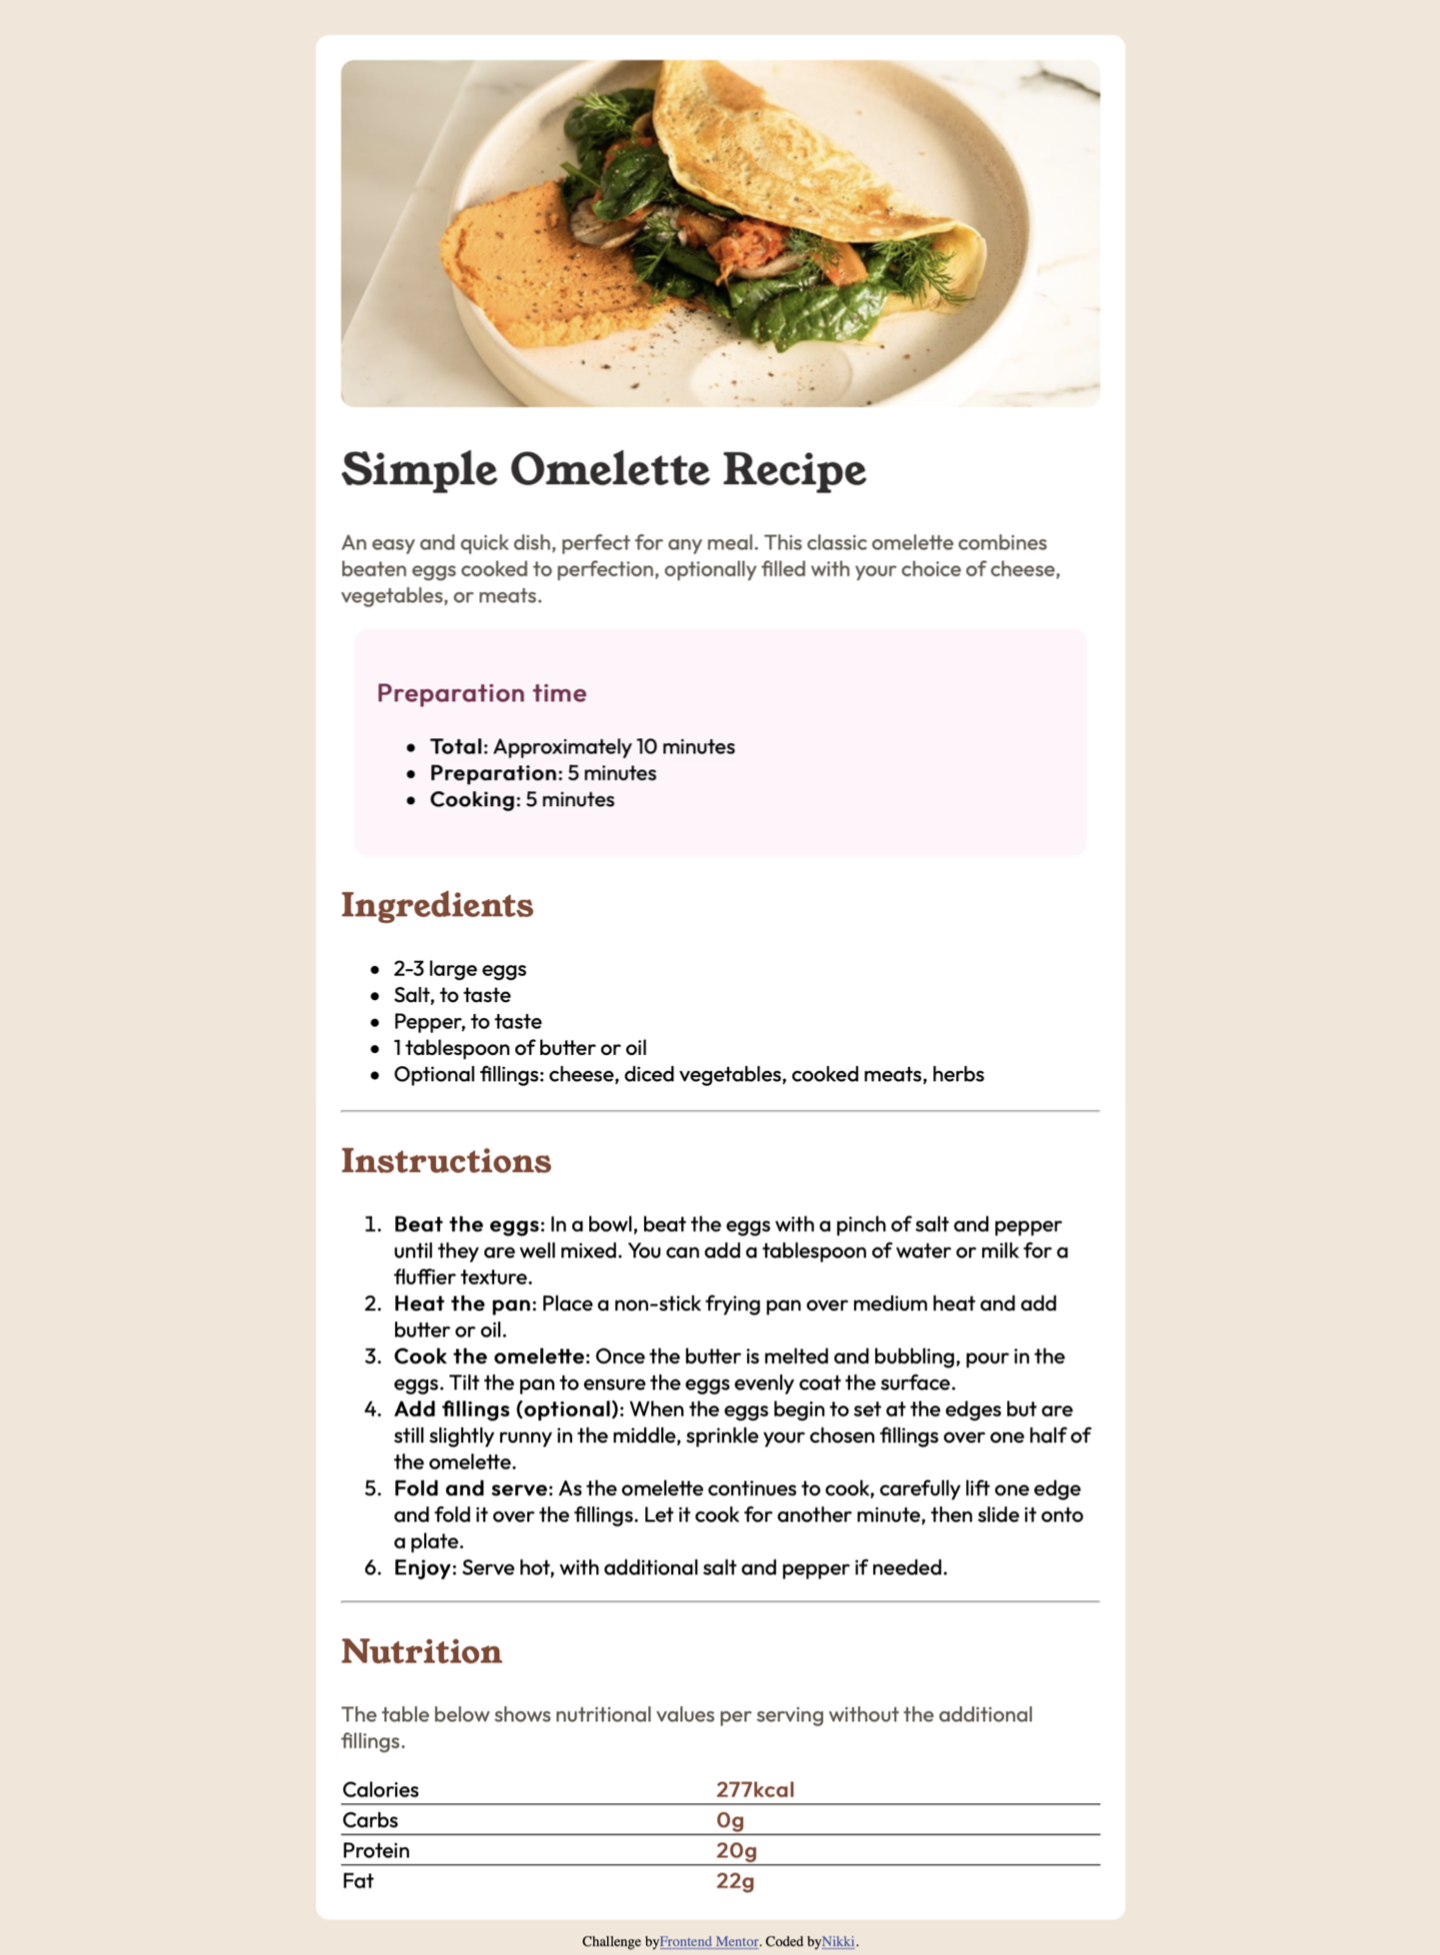 Simple Omelette Recipe
An easy and quick dish, perfect for any meal. This classic omelette combines
beaten eggs cooked to perfection, optionally filled with your choice of cheese,
vegetables, or meats.
Preparation time
• Total: Approximately 10 minutes
• Preparation: 5 minutes
• Cooking: 5 minutes
Ingredients
• 2-3 large eggs
• Salt, to taste
• Pepper, to taste
• 1 tablespoon of butter or oil
• Optional fillings: cheese, diced vegetables, cooked meats, herbs
Instructions
1. Beat the eggs: In a bowl, beat the eggs with a pinch of salt and pepper
until they are well mixed. You can add a tablespoon of water or milk for a
fluffier texture.
2. Heat the pan: Place a non-stick frying pan over medium heat and add
butter or oil.
3. Cook the omelette: Once the butter is melted and bubbling, pour in the
eggs. Tilt the pan to ensure the eggs evenly coat the surface.
4. Add fillings (optional): When the eggs begin to set at the edges but are
still slightly runny in the middle, sprinkle your chosen fillings over one half of
the omelette.
5. Fold and serve: As the omelette continues to cook, carefully lift one edge
and fold it over the fillings. Let it cook for another minute, then slide it onto
a plate.
6. Enjoy: Serve hot, with additional salt and pepper if needed.
Nutrition
The table below shows nutritional values per serving without the additional
fillings.
Calories 277kcal
Carbs 0g
Protein 20g
Fat 22g
Challenge byFrontend Mentor. Coded byNikki.